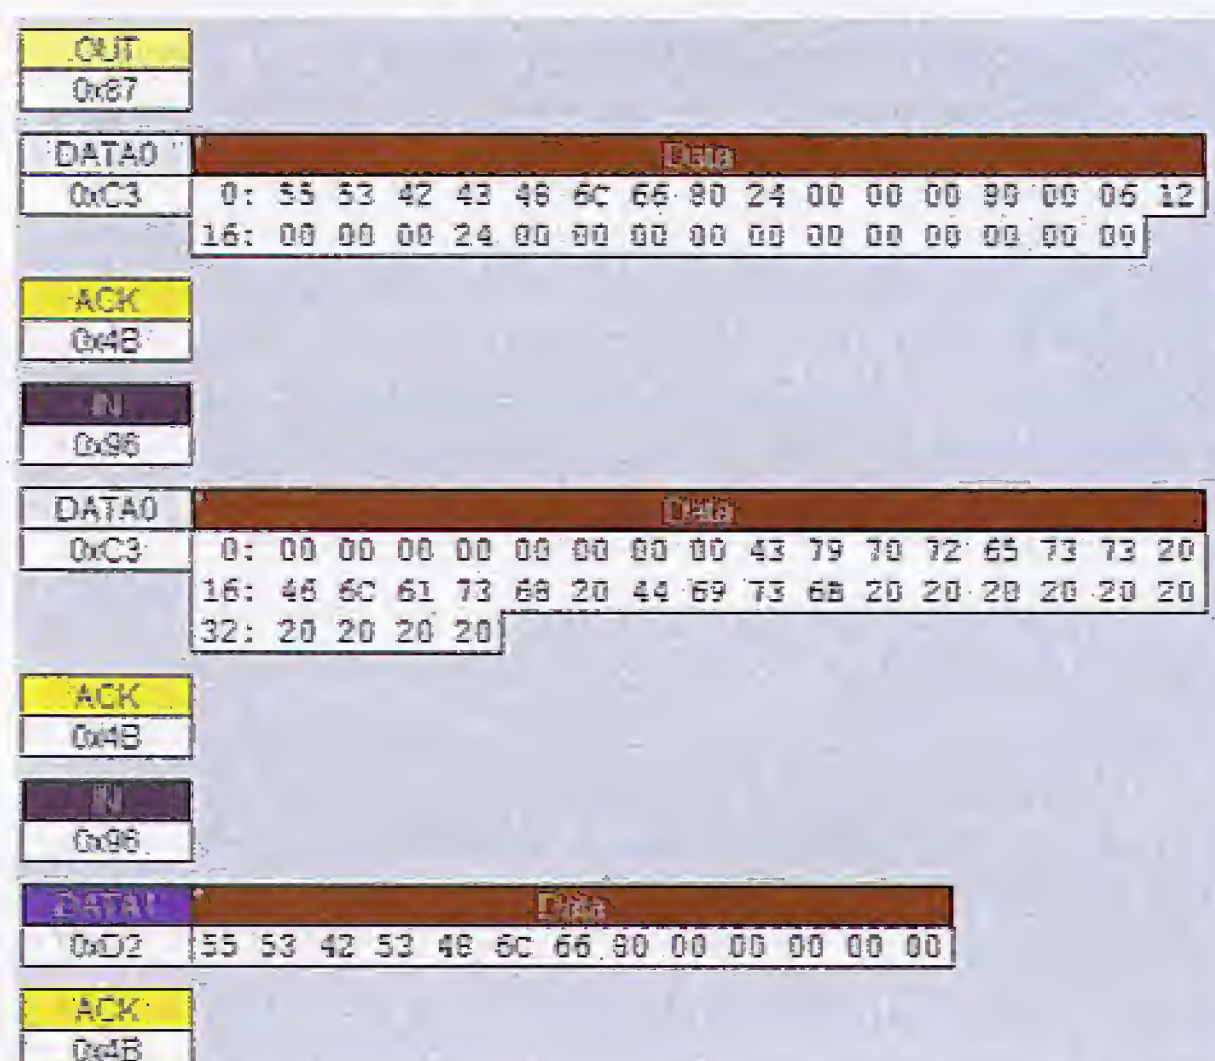 OUT
0x87
DATA0 Data
0xC3 0: 55 53 42 43 48 6C 66 80 24 00 00 00 80 00 06 12
16: 00 00 00 24 00 00 00 00 00 00 00 00 00 00 00
ACK
0x4B
IN
0x96
DATA0 Data
0xC3 0: 00 00 00 00 00 00 00 00 43 79 70 72 65 73 73 20
16: 46 6C 61 73 68 20 44 69 73 6B 20 20 20 20 20 20
32: 20 20 20 20
ACK
0x4B
IN
0x96
DATA1 Data
0xD2 55 53 42 53 48 6C 66 80 00 00 00 00 00
ACK
0x4B